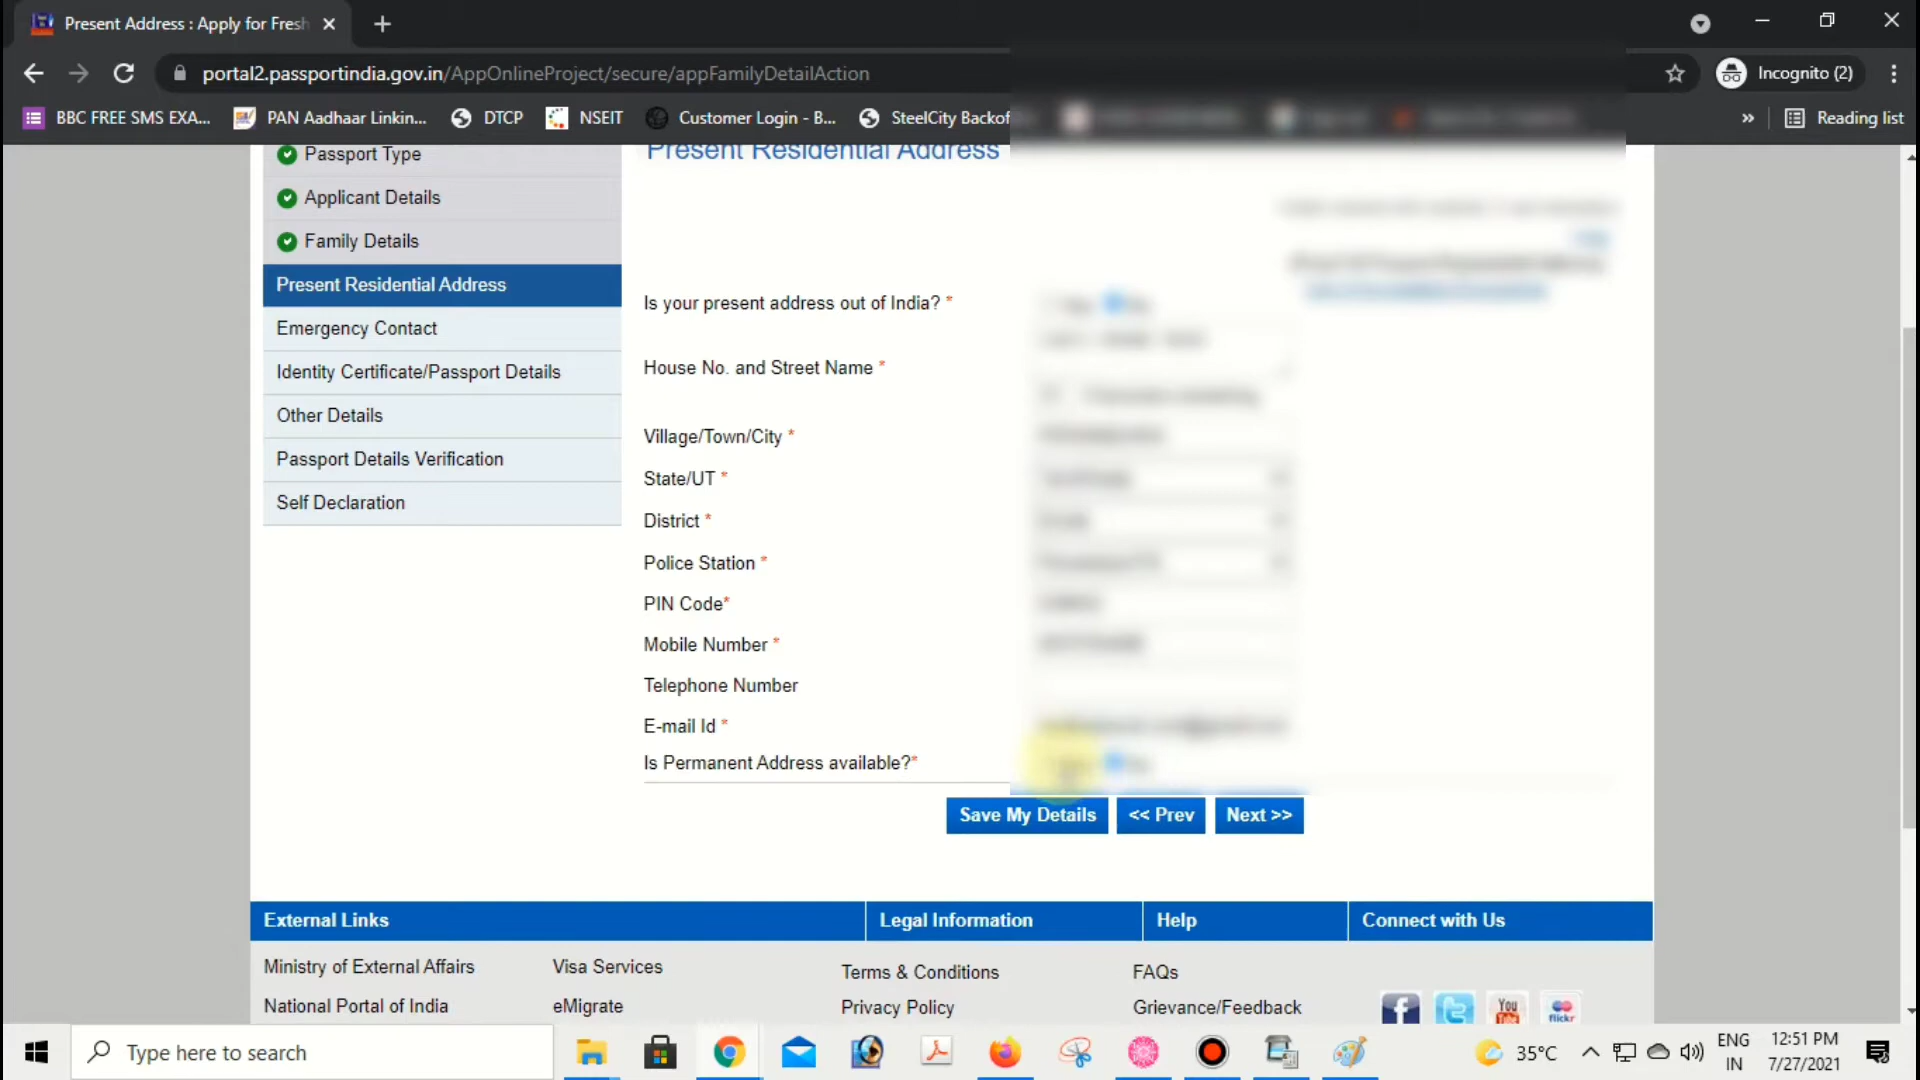 Present Address : Apply for Fresh
portal2.passportindia.gov.in/AppOnlineProject/secure/appFamilyDetailAction
Incognito (2)
BBC FREE SMS EXA...
PAN Aadhaar Linkin...
DTCP
NSEIT
Customer Login - B...
SteelCity Backof
»
Reading list
Passport Type
Applicant Details
Family Details
Present Residential Address
Emergency Contact
Identity Certificate/Passport Details
Other Details
Passport Details Verification
Self Declaration
Present Residential Address
Is your present address out of India? *
House No. and Street Name *
Village/Town/City *
State/UT *
District *
Police Station *
PIN Code*
Mobile Number *
Telephone Number
E-mail Id *
Is Permanent Address available?*
Save My Details
<< Prev
Next >>
External Links
Legal Information
Help
Connect with Us
Ministry of External Affairs
Visa Services
Terms & Conditions
FAQs
National Portal of India
eMigrate
Privacy Policy
Grievance/Feedback
You
flickr
Type here to search
35°C
ENG
IN
12:51 PM
7/27/2021